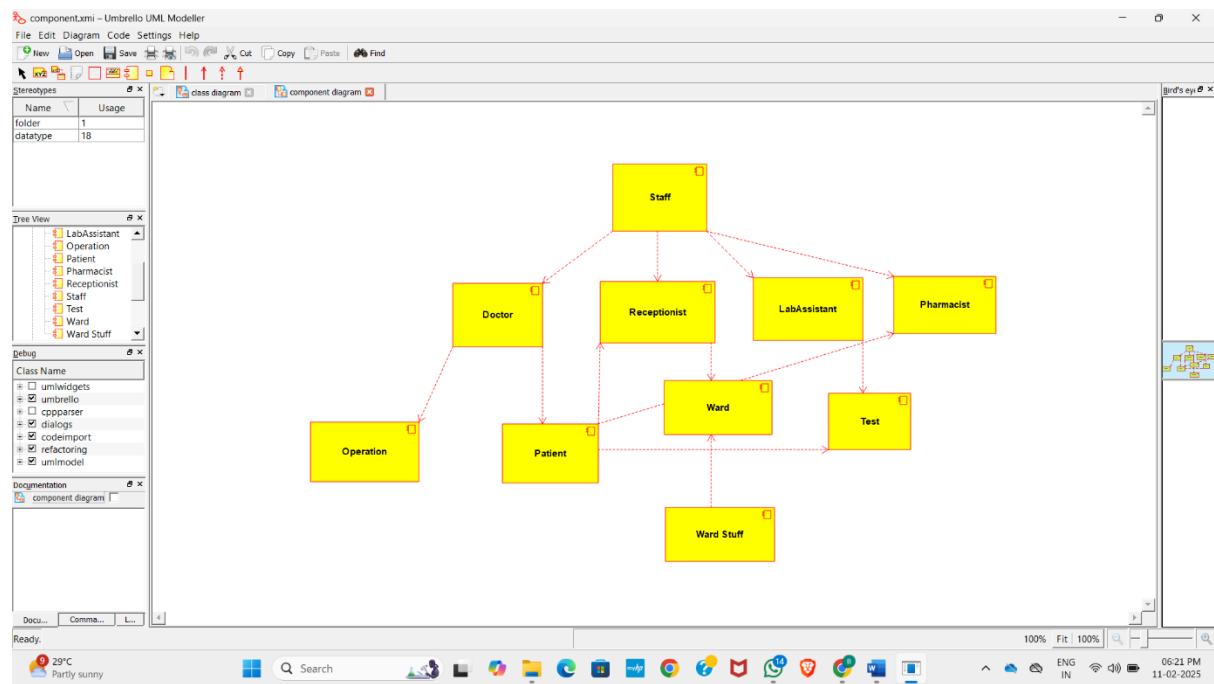 component.xmi – Umbrello UML Modeller
File Edit Diagram Code Settings Help
New Open Save Cut Copy Paste Find
Stereotypes
Name Usage
folder 1
datatype 18
Tree View
LabAssistant
Operation
Patient
Pharmacist
Receptionist
Staff
Test
Ward
Ward Stuff
Debug
Class Name
umlwidgets
umbrello
cppparser
dialogs
codeimport
refactoring
umlmodel
Documentation
component diagram
Docu... Comma... L...
class diagram component diagram
Bird's eye
Staff
Doctor
Receptionist
LabAssistant
Pharmacist
Ward
Test
Operation
Patient
Ward Stuff
Ready.
100% Fit 100%
29°C
Partly sunny
Search
ENG
IN
06:21 PM
11-02-2025